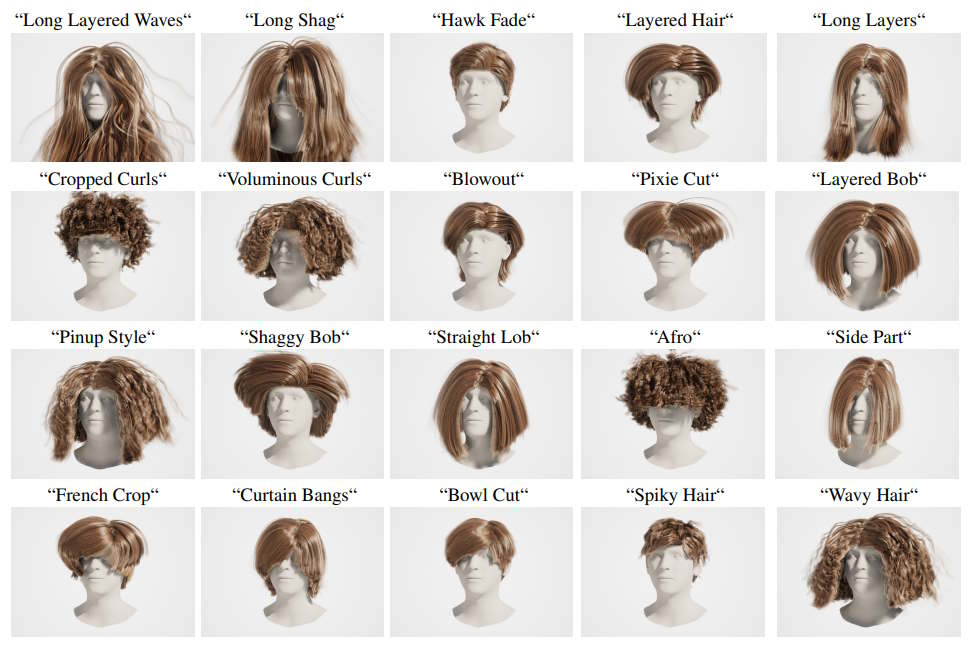 “Long Layered Waves“ “Long Shag“ “Hawk Fade“ “Layered Hair“ “Long Layers“
“Cropped Curls“ “Voluminous Curls“ “Blowout“ “Pixie Cut“ “Layered Bob“
“Pinup Style“ “Shaggy Bob“ “Straight Lob“ “Afro“ “Side Part“
“French Crop“ “Curtain Bangs“ “Bowl Cut“ “Spiky Hair“ “Wavy Hair“